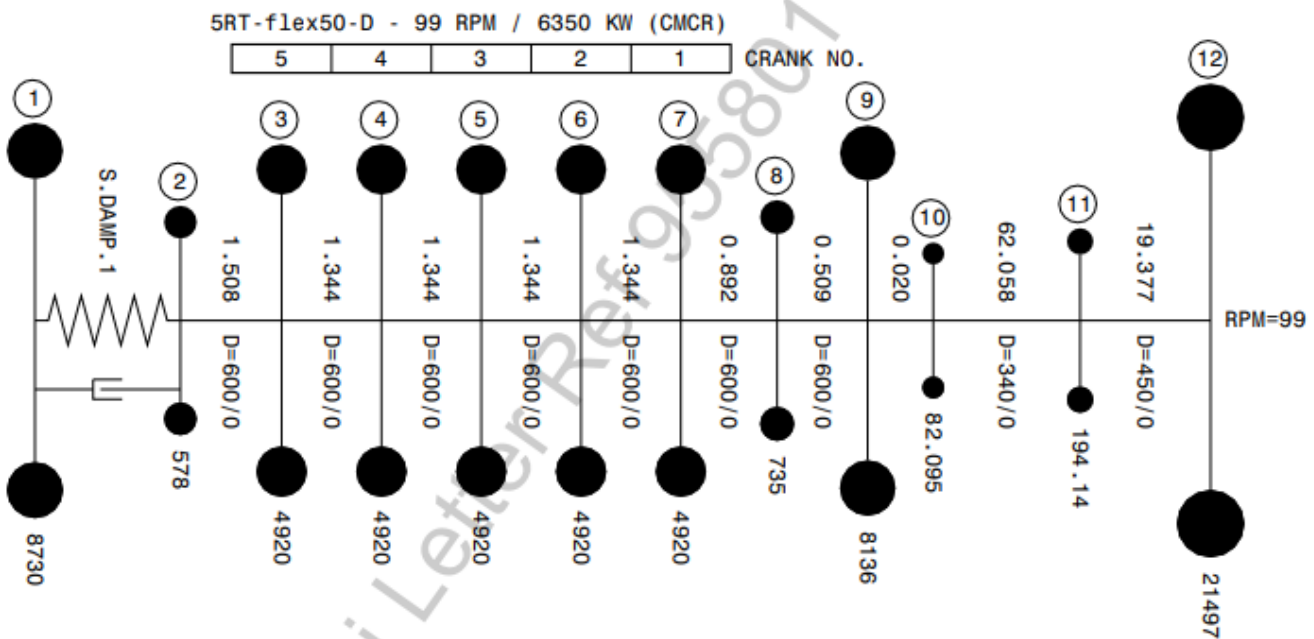 5RT-flex50-D - 99 RPM / 6350 KW (CMCR)
5 4 3 2 1 CRANK NO.
1 2 3 4 5 6 7 8 9 10 11 12
S.DAMP.1
1.508 1.344 1.344 1.344 1.344 0.892 0.509 0.020 62.058 19.377
RPM=99
D=600/0 D=600/0 D=600/0 D=600/0 D=600/0 D=600/0 D=600/0 D=340/0 D=450/0
8730 578 4920 4920 4920 4920 4920 735 8136 82.095 194.14 21497
i Letter Ref 955801